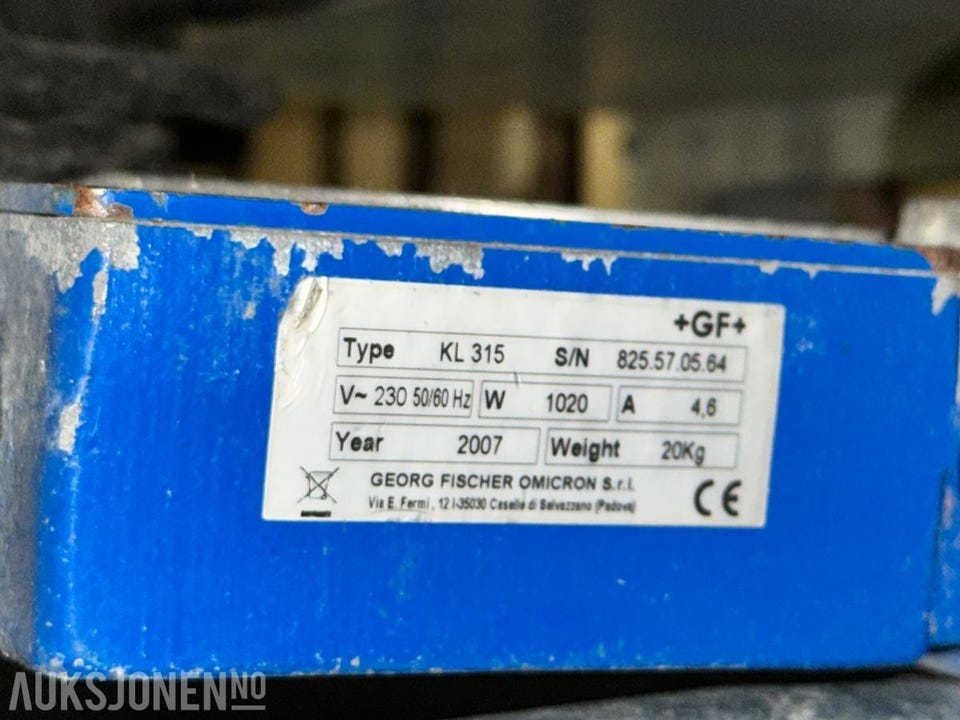 +GF+
Type KL 315 S/N 825.57.05.64
V~ 230 50/60 Hz W 1020 A 4,6
Year 2007 Weight 20Kg
GEORG FISCHER OMICRON S.r.l.
Via E. Fermi, 12 I-35030 Caselle di Selvazzano (Padova)
CE
AUKSJONEN NO